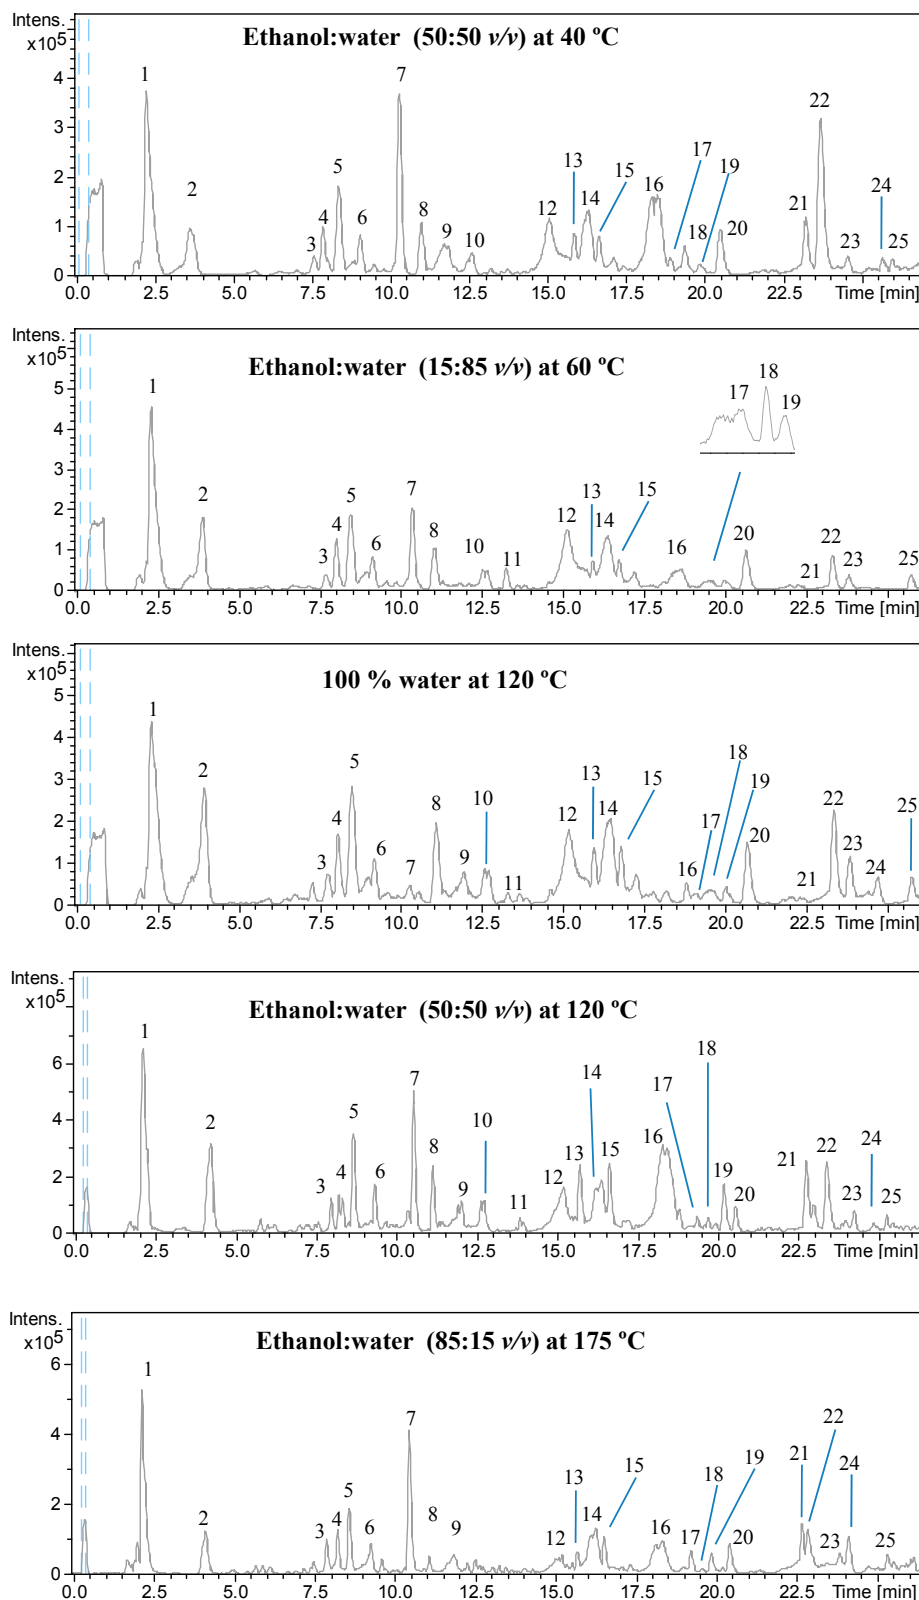 Intens.
x10⁵
Ethanol:water (50:50 v/v) at 40 ºC
4
3
2
1
0
1 2 3 4 5 6 7 8 9 10 12 13 14 15 16 17 18 19 20 21 22 23 24 25
0.0 2.5 5.0 7.5 10.0 12.5 15.0 17.5 20.0 22.5 Time [min]
Intens.
x10⁵
Ethanol:water (15:85 v/v) at 60 ºC
5
4
3
2
1
0
1 2 3 4 5 6 7 8 10 11 12 13 14 15 16 17 18 19 20 21 22 23 25
0.0 2.5 5.0 7.5 10.0 12.5 15.0 17.5 20.0 22.5 Time [min]
Intens.
x10⁵
100 % water at 120 ºC
5
4
3
2
1
0
1 2 3 4 5 6 7 8 9 10 11 12 13 14 15 16 17 18 19 20 21 22 23 24 25
0.0 2.5 5.0 7.5 10.0 12.5 15.0 17.5 20.0 22.5 Time [min]
Intens.
x10⁵
Ethanol:water (50:50 v/v) at 120 ºC
6
4
2
0
1 2 3 4 5 6 7 8 9 10 11 12 13 14 15 16 17 18 19 20 21 22 23 24 25
0.0 2.5 5.0 7.5 10.0 12.5 15.0 17.5 20.0 22.5 Time [min]
Intens.
x10⁵
Ethanol:water (85:15 v/v) at 175 ºC
6
4
2
0
1 2 3 4 5 6 7 8 9 12 13 14 15 16 17 18 19 20 21 22 23 24 25
0.0 2.5 5.0 7.5 10.0 12.5 15.0 17.5 20.0 22.5 Time [min]